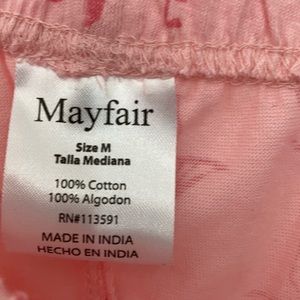 Mayfair
Size M
Talla Mediana
100% Cotton
100% Algodon
RN#113591
MADE IN INDIA
HECHO EN INDIA